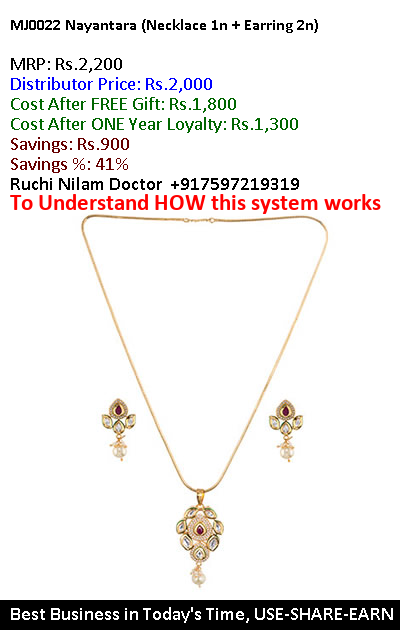 MJ0022 Nayantara (Necklace 1n + Earring 2n)
MRP: Rs.2,200
Distributor Price: Rs.2,000
Cost After FREE Gift: Rs.1,800
Cost After ONE Year Loyalty: Rs.1,300
Savings: Rs.900
Savings %: 41%
Ruchi Nilam Doctor  +917597219319
To Understand HOW this system works
Best Business in Today's Time, USE-SHARE-EARN